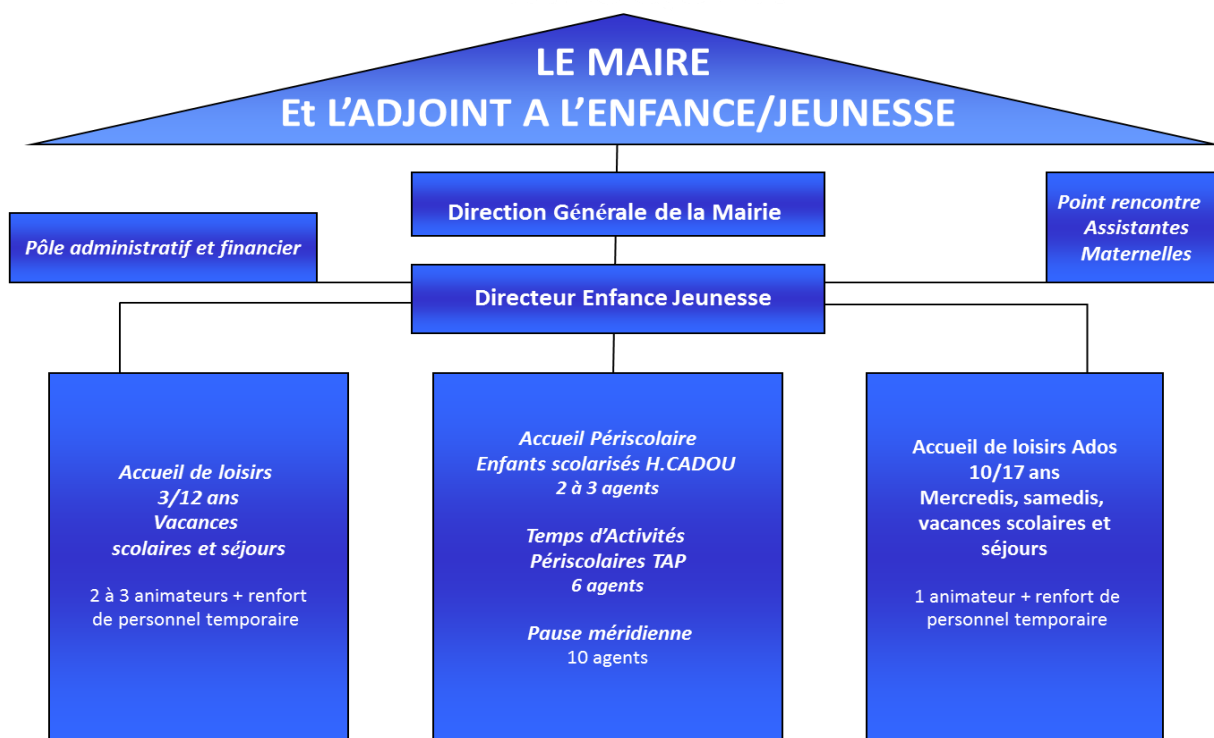 LE MAIRE
Et L’ADJOINT A L’ENFANCE/JEUNESSE
Direction Générale de la Mairie
Pôle administratif et financier
Point rencontre
Assistantes
Maternelles
Directeur Enfance Jeunesse
Accueil de loisirs
3/12 ans
Vacances
scolaires et séjours
2 à 3 animateurs + renfort
de personnel temporaire
Accueil Périscolaire
Enfants scolarisés H.CADOU
2 à 3 agents
Temps d’Activités
Périscolaires TAP
6 agents
Pause méridienne
10 agents
Accueil de loisirs Ados
10/17 ans
Mercredis, samedis,
vacances scolaires et
séjours
1 animateur + renfort de
personnel temporaire